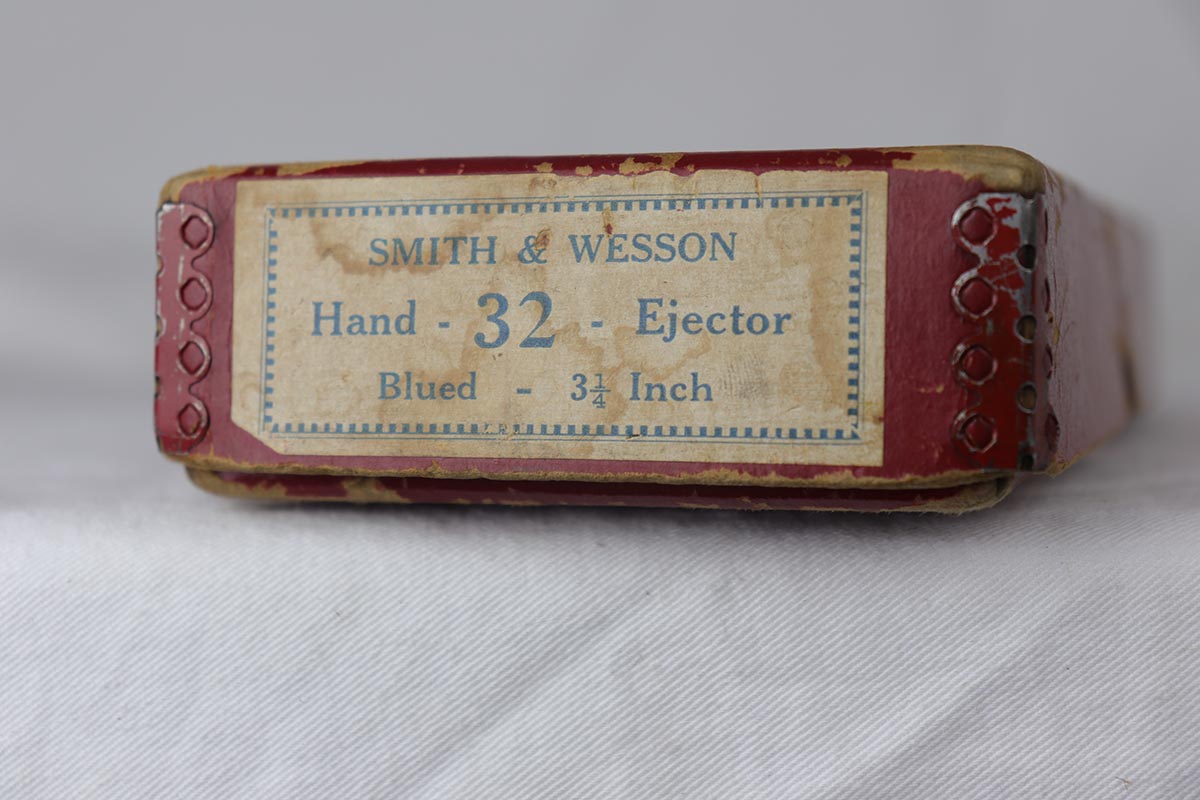 SMITH & WESSON
Hand - 32 - Ejector
Blued - 3¼ Inch